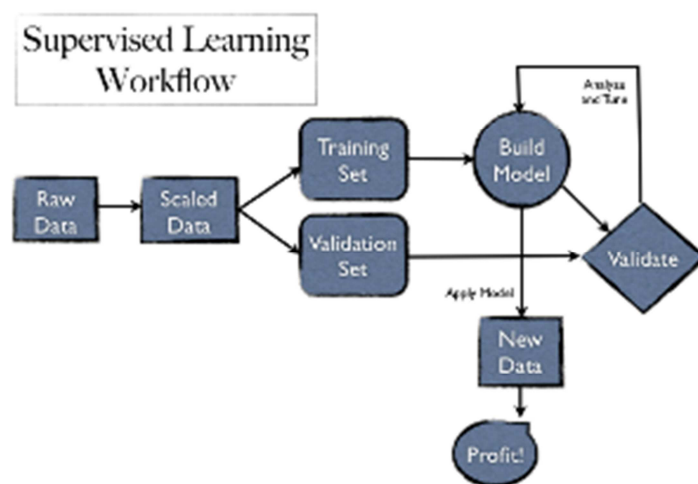 Supervised Learning
Workflow
Analyze
and Tune
Training
Set
Build
Model
Raw
Data
Scaled
Data
Validation
Set
Validate
Apply Model
New
Data
Profit!